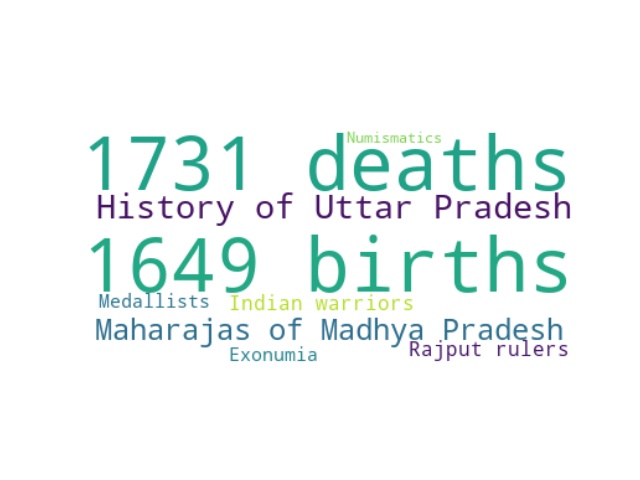 Numismatics
1731 deaths
History of Uttar Pradesh
1649 births
Medallists
Indian warriors
Maharajas of Madhya Pradesh
Exonumia
Rajput rulers